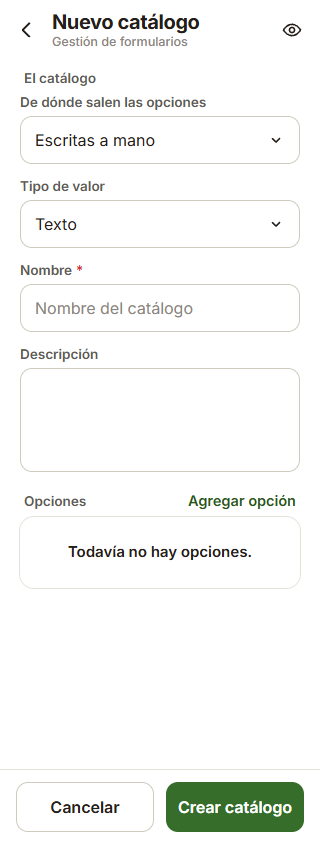 Nuevo catálogo
Gestión de formularios
El catálogo
De dónde salen las opciones
Escritas a mano
Tipo de valor
Texto
Nombre *
Nombre del catálogo
Descripción
Opciones
Agregar opción
Todavía no hay opciones.
Cancelar
Crear catálogo